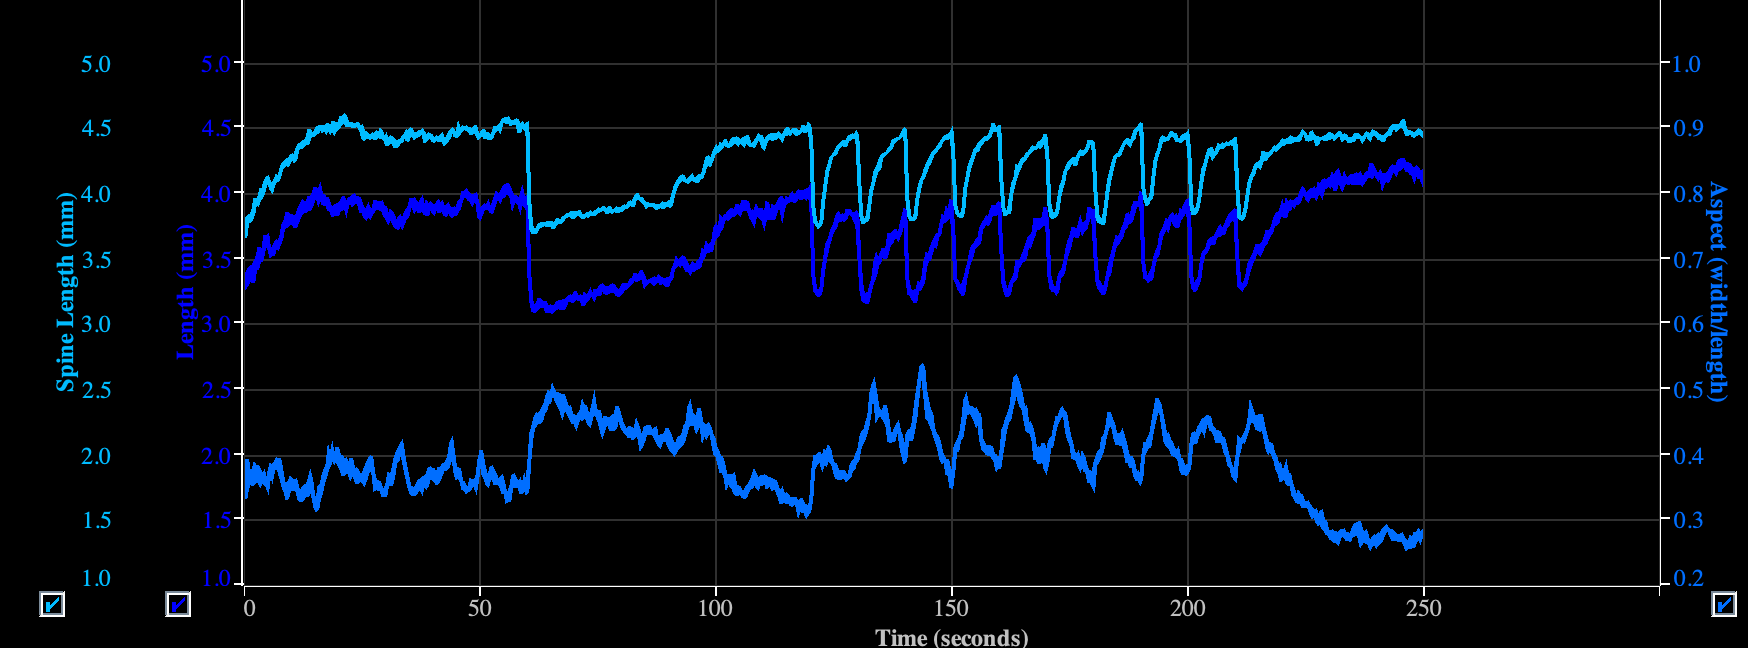 5.0 5.0 1.0
4.5 4.5 0.9
4.0 4.0 0.8
3.5 3.5 0.7
3.0 3.0 0.6
2.5 2.5 0.5
2.0 2.0 0.4
1.5 1.5 0.3
1.0 1.0 0.2
Spine Length (mm)
Length (mm)
Aspect (width/length)
0 50 100 150 200 250
Time (seconds)